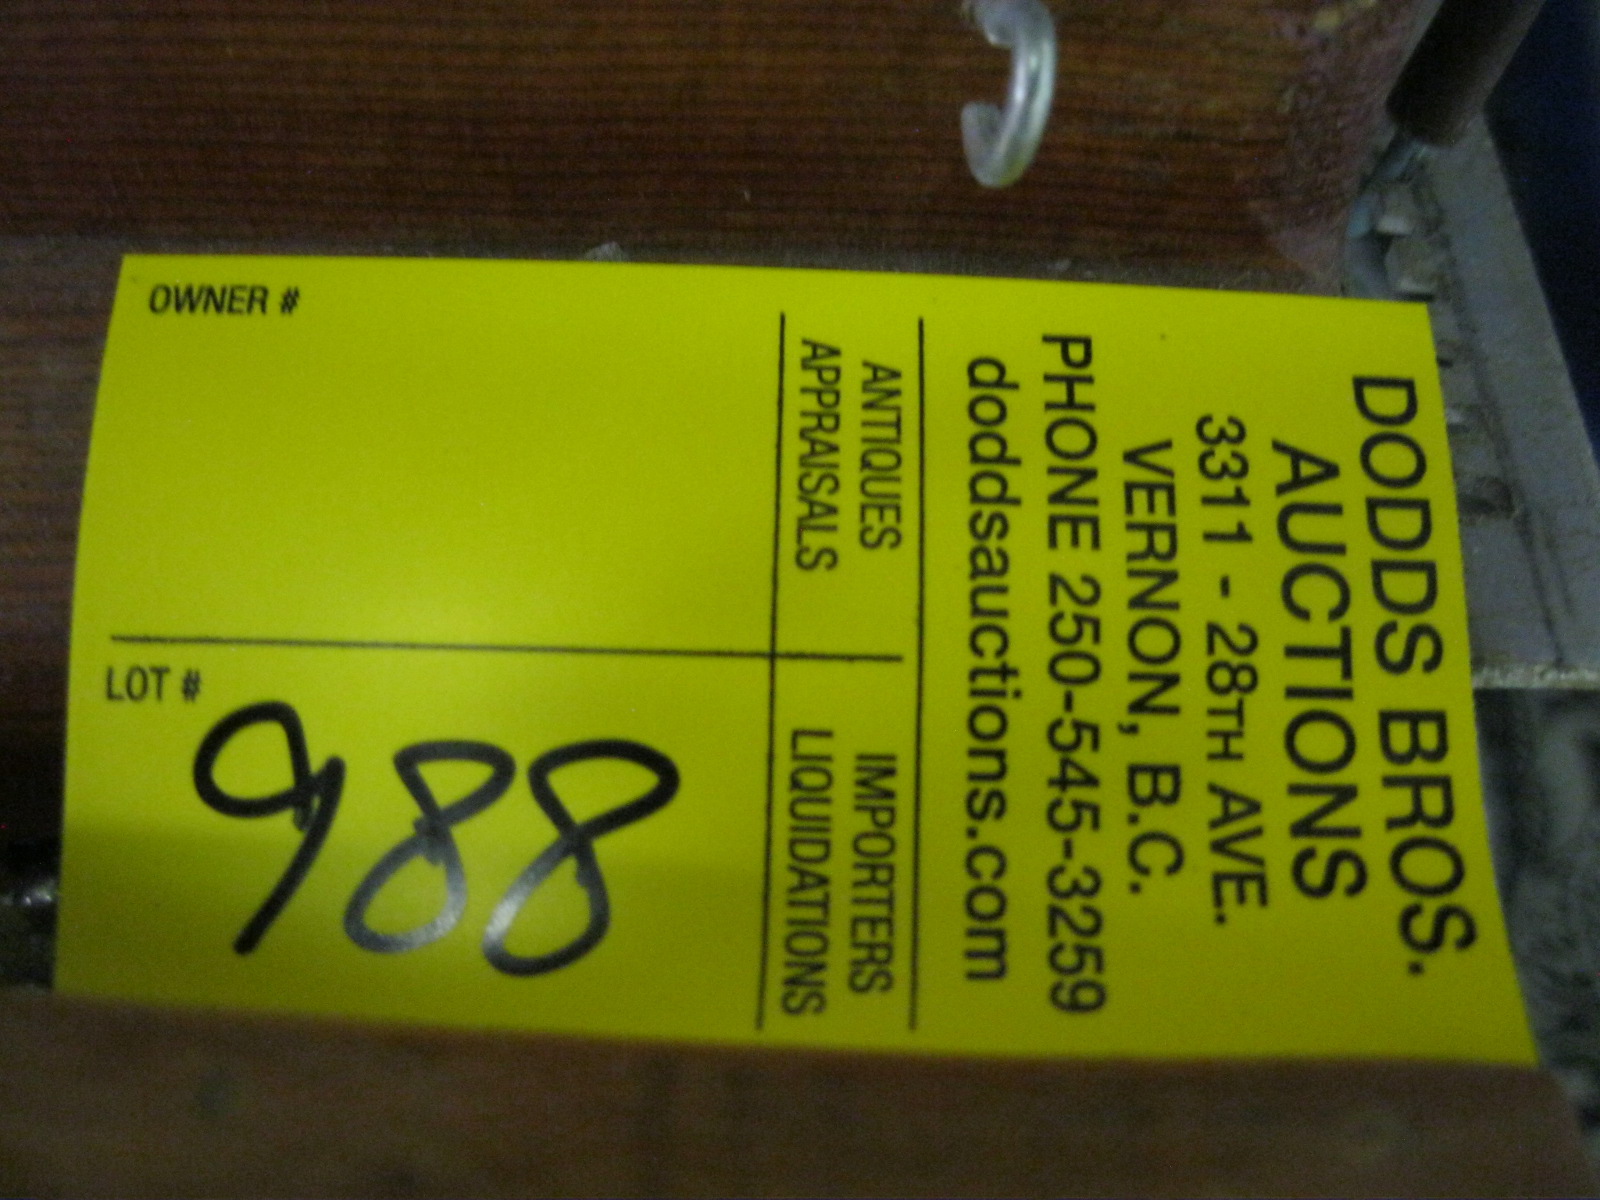 DODDS BROS.
AUCTIONS
3311 - 28TH AVE.
VERNON, B.C.
PHONE 250-545-3259
doddsauctions.com
ANTIQUES
APPRAISALS
IMPORTERS
LIQUIDATIONS
OWNER #
LOT #
988